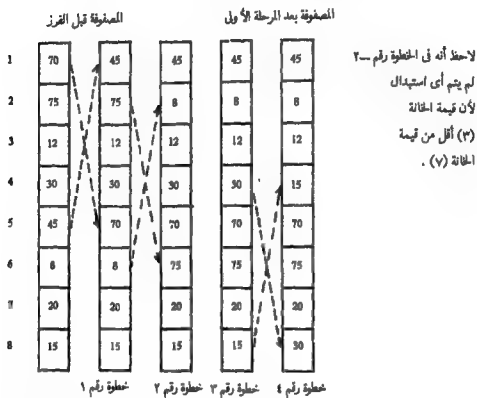 المصفوفة بعد المرحلة الأولى
المصفوفة قبل الفرز
1 70 45 45 45 45
2 75 75 8 8 8
3 12 12 12 12 12
4 30 30 30 30 15
5 45 70 70 70 70
6 8 8 75 75 75
7 20 20 20 20 20
8 15 15 15 15 30
خطوة رقم ١
خطوة رقم ٢
خطوة رقم ٣
خطوة رقم ٤
لاحظ أنه فى الخطوة رقم ــ٢
لم يتم أى استبدال
لأن قيمة الخانة
(٣) أقل من قيمة
الخانة (٧) .